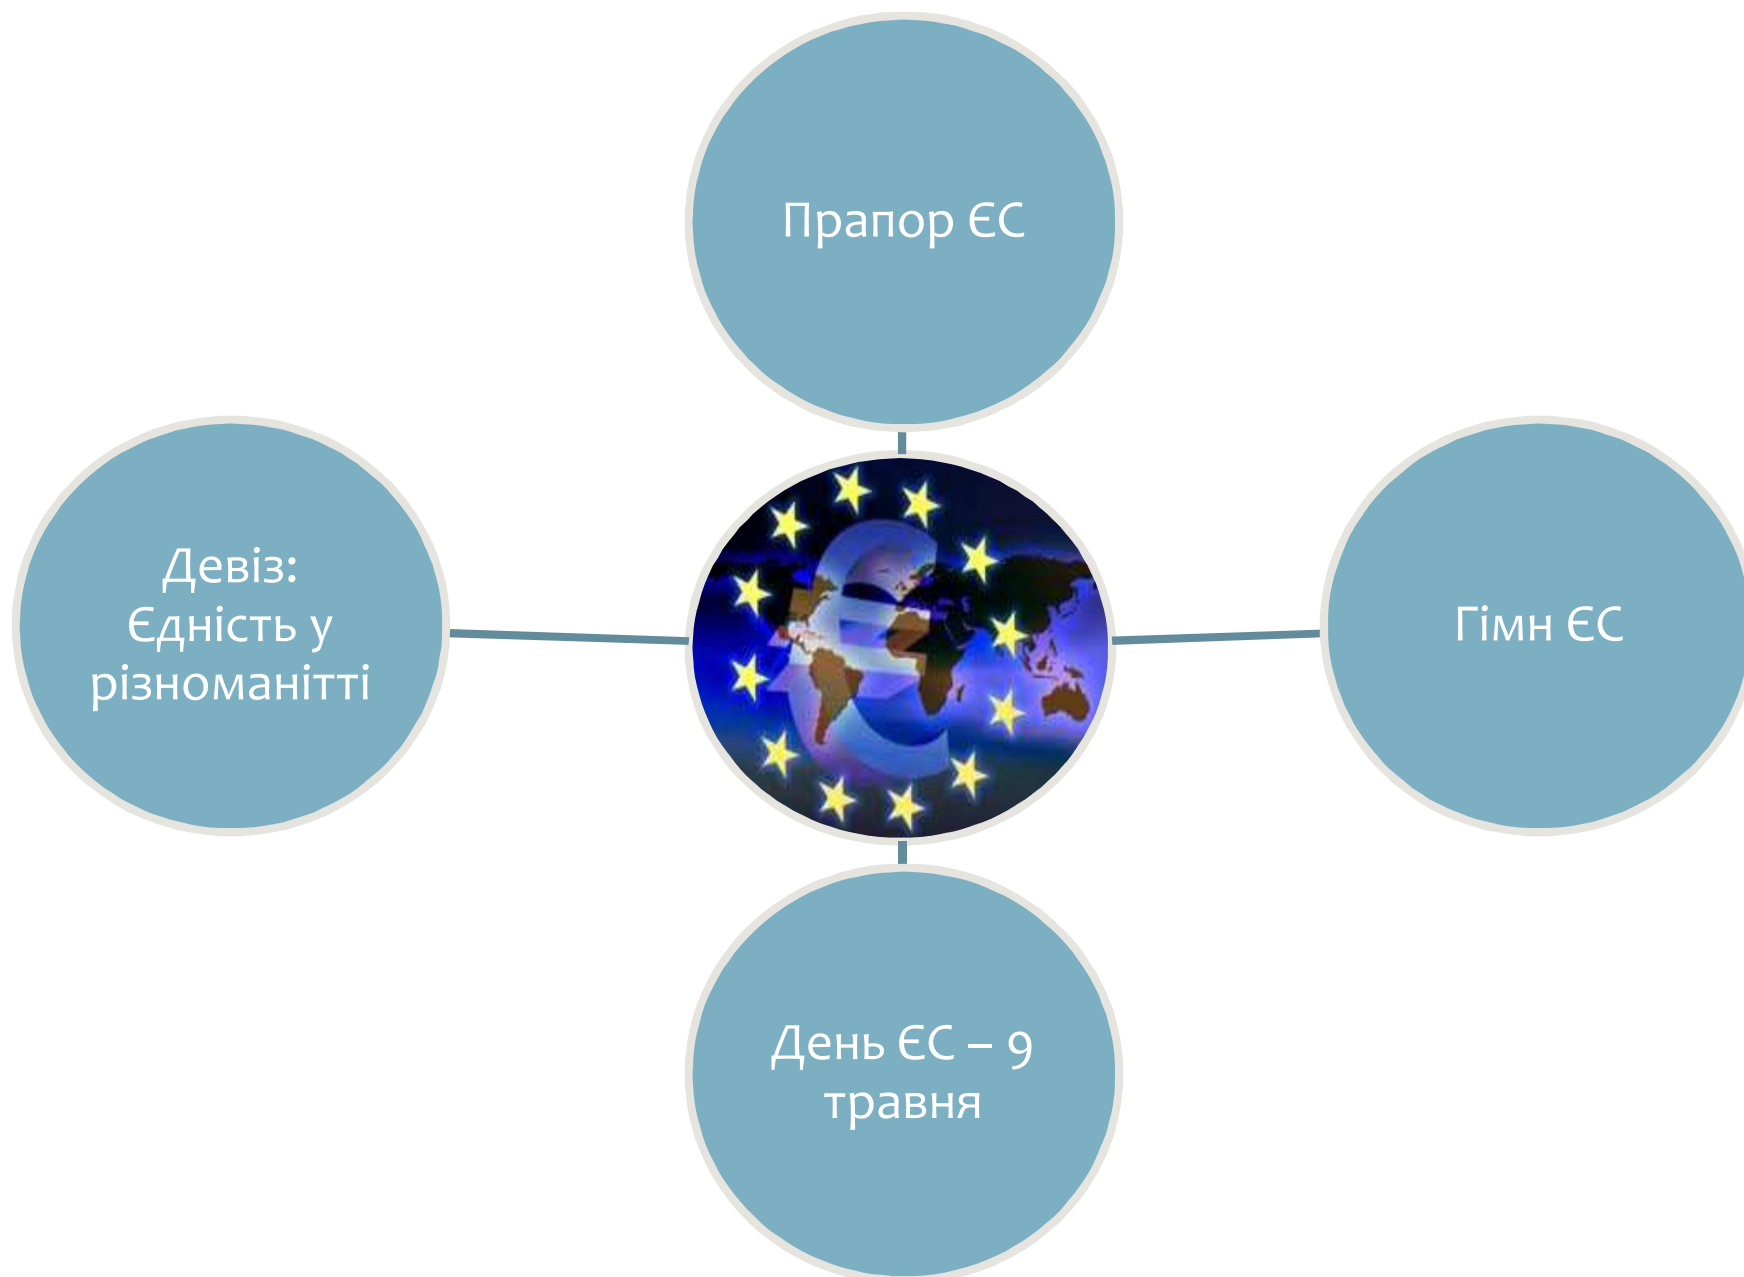 Прапор ЄС
Девіз:
Єдність у
різноманітті
Гімн ЄС
День ЄС – 9
травня